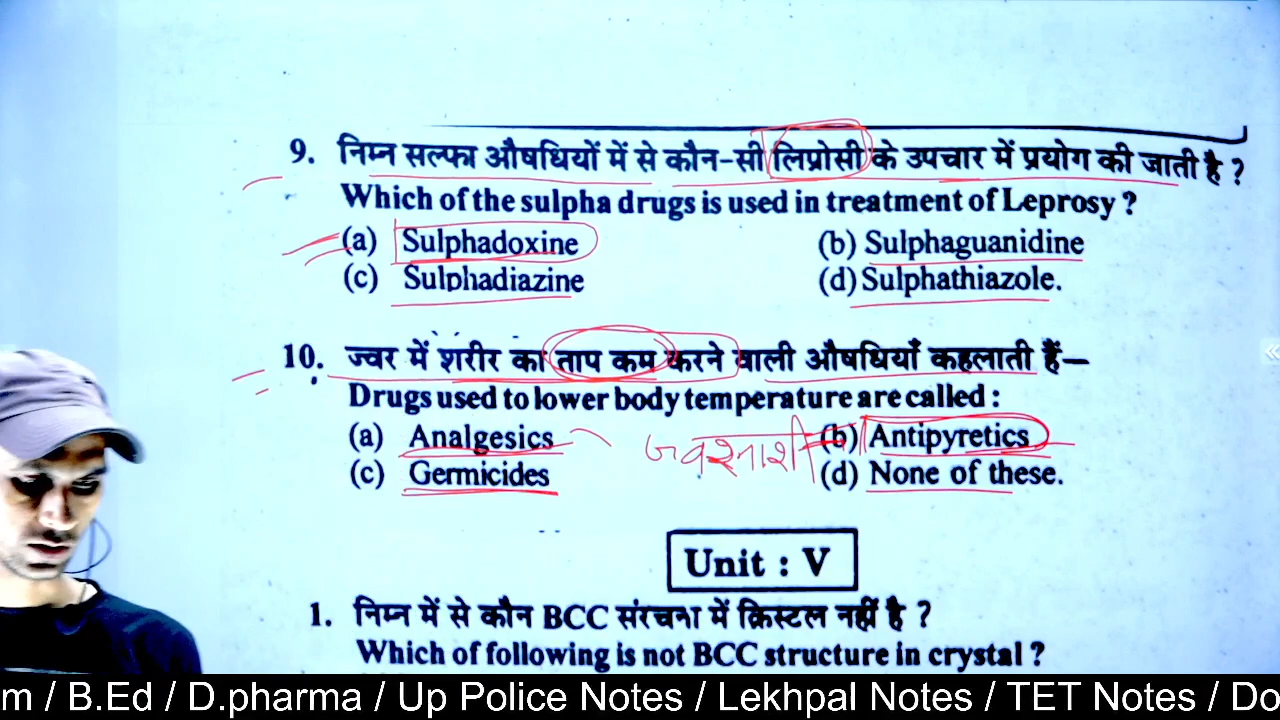 9. निम्न सल्फा औषधियों में से कौन-सी लिप्रोसी के उपचार में प्रयोग की जाती है ?
Which of the sulpha drugs is used in treatment of Leprosy ?
(a) Sulphadoxine (b) Sulphaguanidine
(c) Sulphadiazine (d) Sulphathiazole.
10. ज्वर में शरीर का ताप कम करने वाली औषधियाँ कहलाती हैं—
Drugs used to lower body temperature are called :
(a) Analgesics (b) Antipyretics
(c) Germicides (d) None of these.
Unit : V
1. निम्न में से कौन BCC संरचना में क्रिस्टल नहीं है ?
Which of following is not BCC structure in crystal ?
m / B.Ed / D.pharma / Up Police Notes / Lekhpal Notes / TET Notes / Do